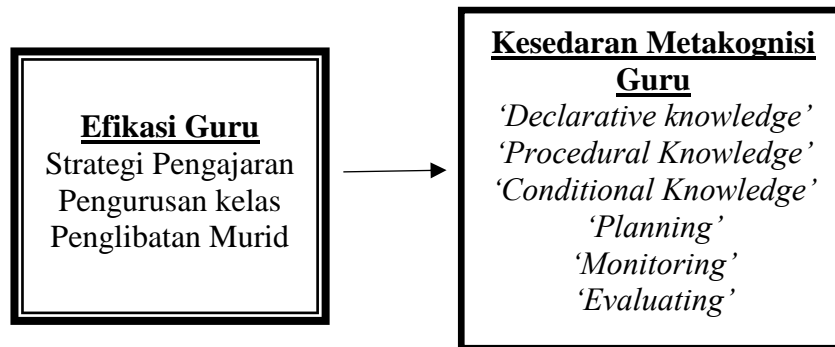 Efikasi Guru
Strategi Pengajaran
Pengurusan kelas
Penglibatan Murid
Kesedaran Metakognisi
Guru
‘Declarative knowledge’
‘Procedural Knowledge’
‘Conditional Knowledge’
‘Planning’
‘Monitoring’
‘Evaluating’